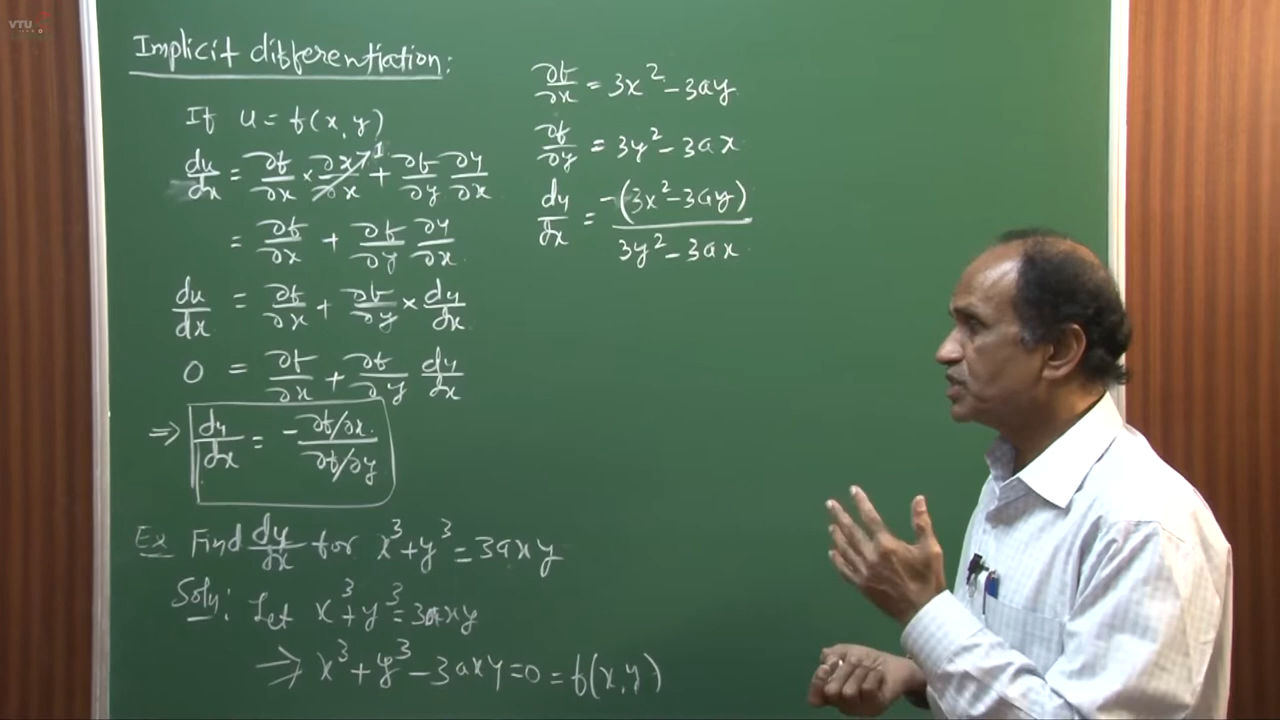 VTU
Implicit differentiation:
If u = f(x, y)
du/dx = ∂f/∂x × ∂x/∂x 1 + ∂f/∂y ∂y/∂x
= ∂f/∂x + ∂f/∂y ∂y/∂x
du/dx = ∂f/∂x + ∂f/∂y × dy/dx
0 = ∂f/∂x + ∂f/∂y dy/dx
⇒ dy/dx = - ∂f/∂x / ∂f/∂y
Ex Find dy/dx for x³+y³ = 3axy
Soln: Let x³+y³ = 3axy
⇒ x³+y³-3axy=0 = f(x,y)
∂f/∂x = 3x²-3ay
∂f/∂y = 3y²-3ax
dy/dx = -(3x²-3ay) / 3y²-3ax